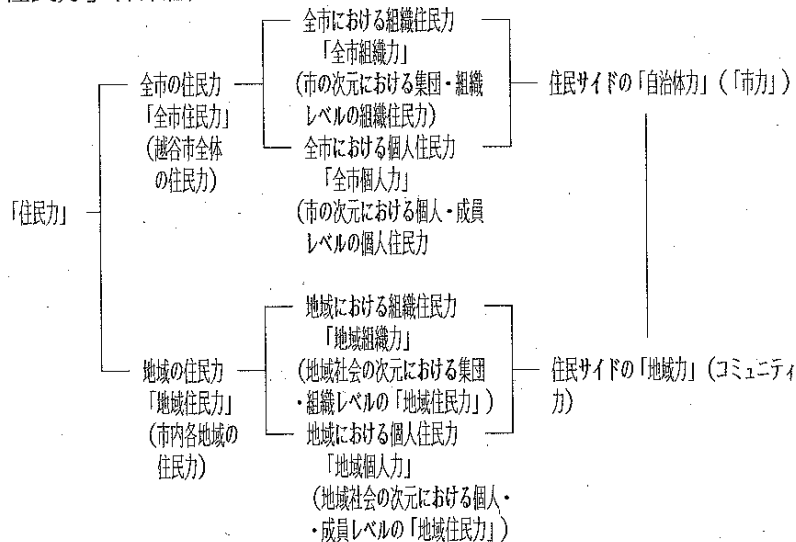 全市における組織住民力
「全市組織力」
全市の住民力
(市の次元における集団・組織
住民サイドの「自治体力」(「市力」)
「全市住民力」
レベルの組織住民力)
(越谷市全体
の住民力)
全市における個人住民力
「全市個人力」
(市の次元における個人・成員
レベルの個人住民力
「住民力」
地域における組織住民力
「地域組織力」
地域の住民力
(地域社会の次元における集団
・組織レベルの「地域住民力」)
住民サイドの「地域力」(コミュニティ
力)
「地域住民力」
(市内各地域の
住民力)
地域における個人住民力
「地域個人力」
(地域社会の次元における個人・
・成員レベルの「地域住民力」)